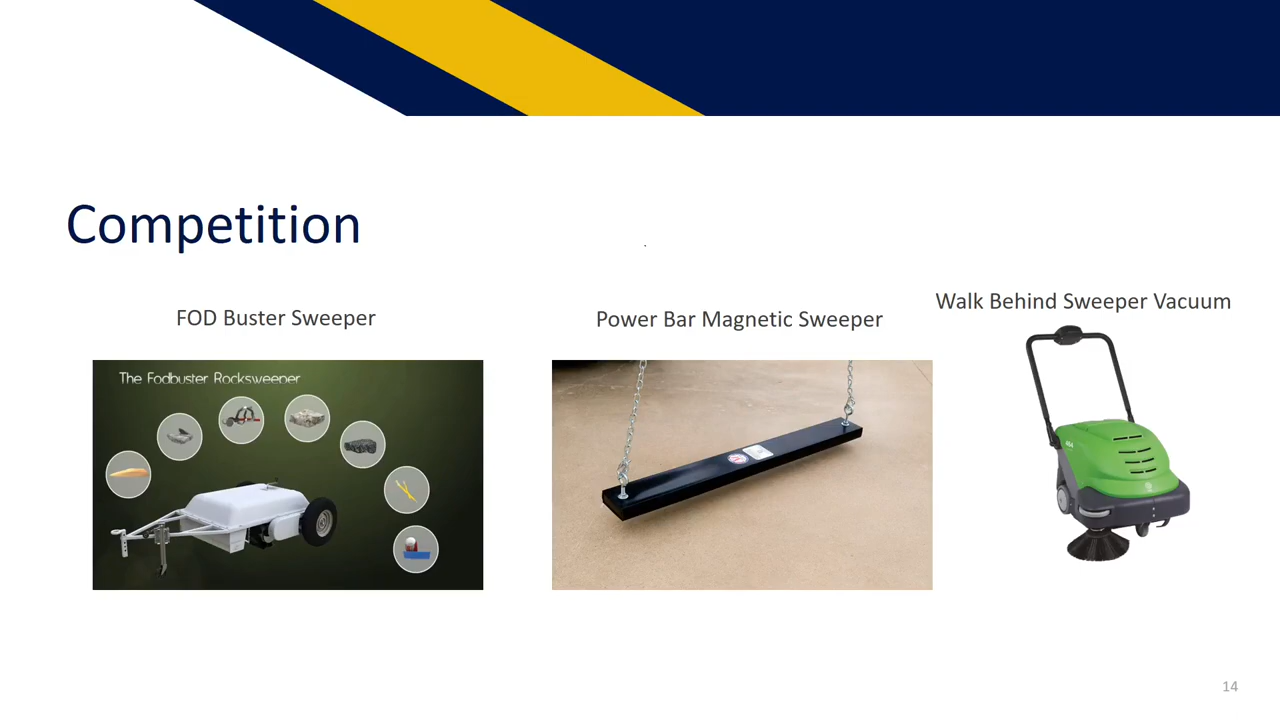 Competition
FOD Buster Sweeper
Power Bar Magnetic Sweeper
Walk Behind Sweeper Vacuum
The Fodbuster Rocksweeper
14